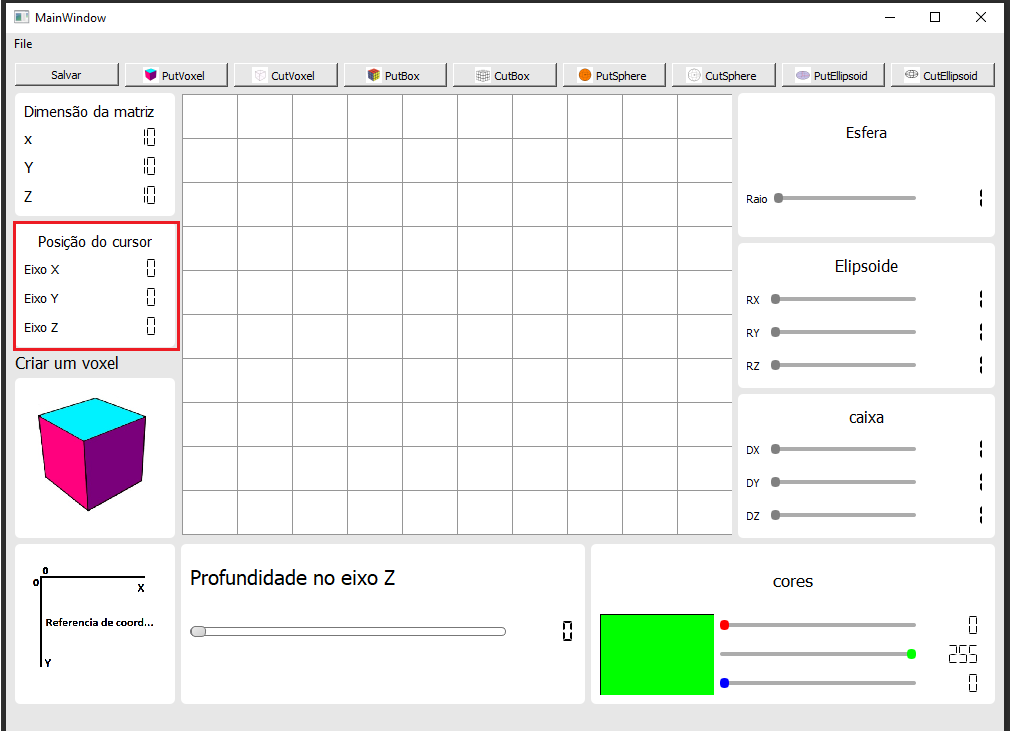 MainWindow
File
Salvar PutVoxel CutVoxel PutBox CutBox PutSphere CutSphere PutEllipsoid CutEllipsoid
Dimensão da matriz
x 10
Y 10
Z 10
Posição do cursor
Eixo X 0
Eixo Y 0
Eixo Z 0
Criar um voxel
Esfera
Raio 1
Elipsoide
RX 1
RY 1
RZ 1
caixa
DX 1
DY 1
DZ 1
0
0
X
Referencia de coord...
Y
Profundidade no eixo Z
0
cores
0
255
0